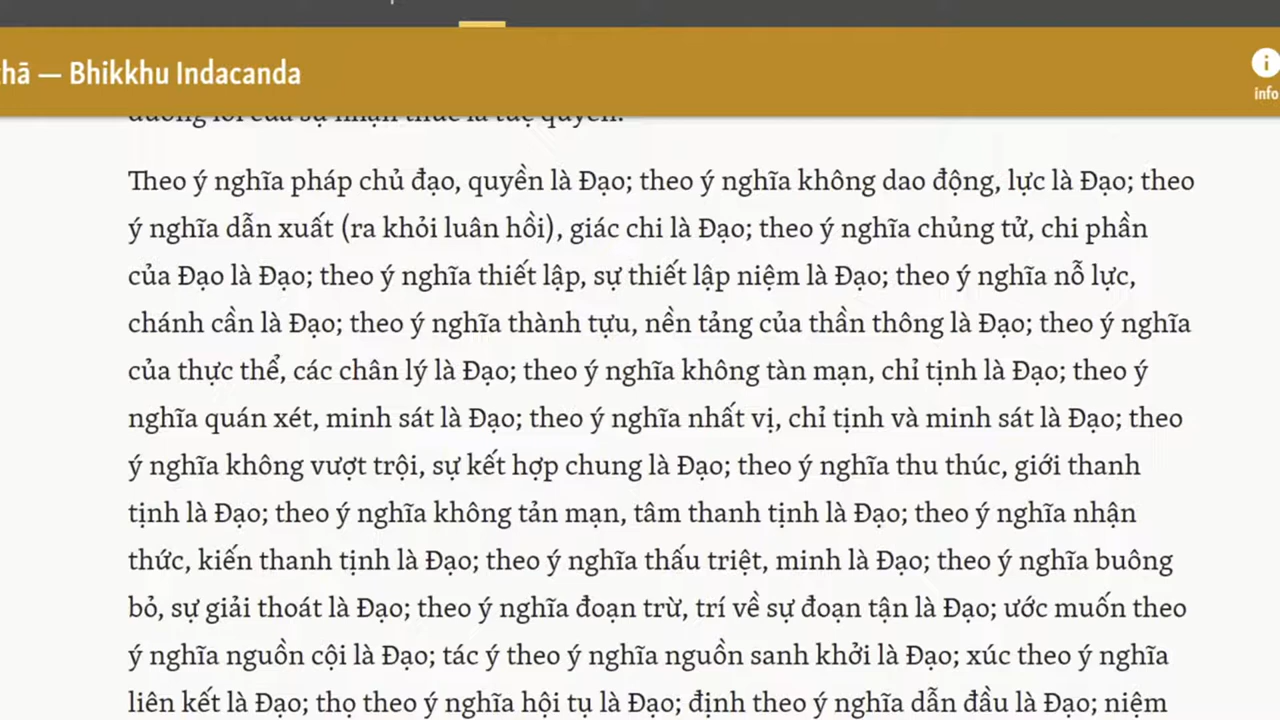 hā — Bhikkhu Indacanda
info
đường lối của sự nhận thức là tuệ quyền.
Theo ý nghĩa pháp chủ đạo, quyền là Đạo; theo ý nghĩa không dao động, lực là Đạo; theo
ý nghĩa dẫn xuất (ra khỏi luân hồi), giác chi là Đạo; theo ý nghĩa chủng tử, chi phần
của Đạo là Đạo; theo ý nghĩa thiết lập, sự thiết lập niệm là Đạo; theo ý nghĩa nỗ lực,
chánh cần là Đạo; theo ý nghĩa thành tựu, nền tảng của thần thông là Đạo; theo ý nghĩa
của thực thể, các chân lý là Đạo; theo ý nghĩa không tàn mạn, chỉ tịnh là Đạo; theo ý
nghĩa quán xét, minh sát là Đạo; theo ý nghĩa nhất vị, chỉ tịnh và minh sát là Đạo; theo
ý nghĩa không vượt trội, sự kết hợp chung là Đạo; theo ý nghĩa thu thúc, giới thanh
tịnh là Đạo; theo ý nghĩa không tản mạn, tâm thanh tịnh là Đạo; theo ý nghĩa nhận
thức, kiến thanh tịnh là Đạo; theo ý nghĩa thấu triệt, minh là Đạo; theo ý nghĩa buông
bỏ, sự giải thoát là Đạo; theo ý nghĩa đoạn trừ, trí về sự đoạn tận là Đạo; ước muốn theo
ý nghĩa nguồn cội là Đạo; tác ý theo ý nghĩa nguồn sanh khởi là Đạo; xúc theo ý nghĩa
liên kết là Đạo; thọ theo ý nghĩa hội tụ là Đạo; định theo ý nghĩa dẫn đầu là Đạo; niệm